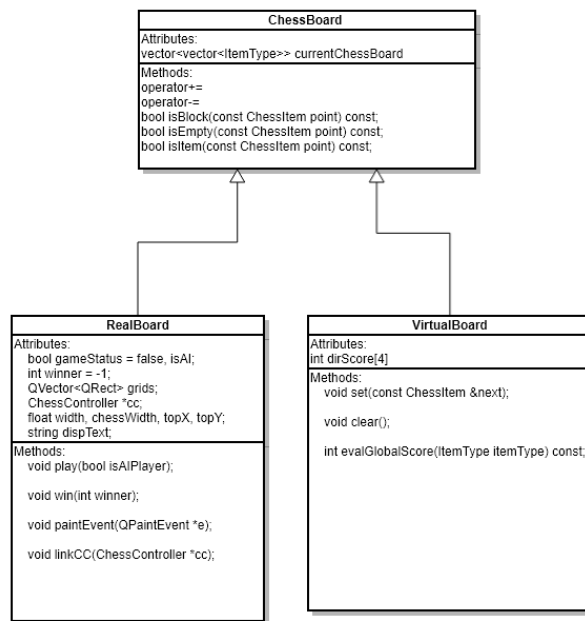 ChessBoard
Attributes:
vector<vector<ItemType>> currentChessBoard
Methods:
operator+=
operator-=
bool isBlock(const ChessItem point) const;
bool isEmpty(const ChessItem point) const;
bool isItem(const ChessItem point) const;
RealBoard
Attributes:
bool gameStatus = false, isAI;
int winner = -1;
QVector<QRect> grids;
ChessController *cc;
float width, chessWidth, topX, topY;
string dispText;
Methods:
void play(bool isAIPlayer);
void win(int winner);
void paintEvent(QPaintEvent *e);
void linkCC(ChessController *cc);
VirtualBoard
Attributes:
int dirScore[4]
Methods:
void set(const ChessItem &next);
void clear();
int evalGlobalScore(ItemType itemType) const;